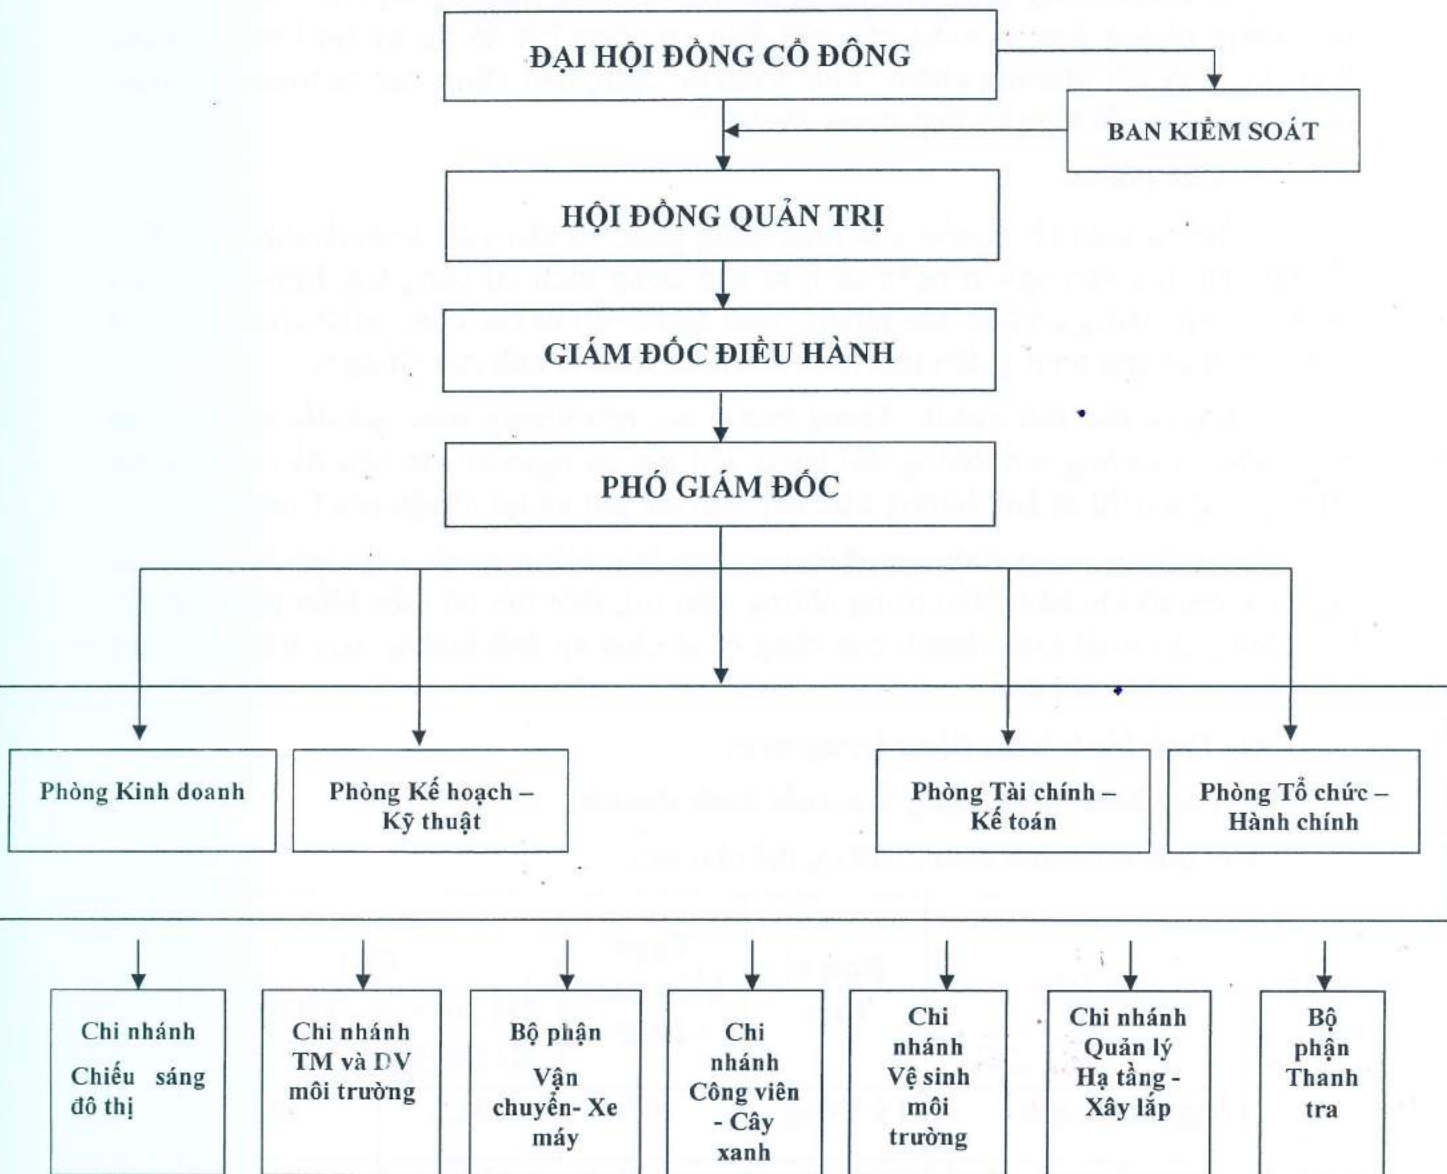 ĐẠI HỘI ĐỒNG CỔ ĐÔNG
BAN KIỂM SOÁT
HỘI ĐỒNG QUẢN TRỊ
GIÁM ĐỐC ĐIỀU HÀNH
PHÓ GIÁM ĐỐC
Phòng Kinh doanh
Phòng Kế hoạch –
Kỹ thuật
Phòng Tài chính –
Kế toán
Phòng Tổ chức –
Hành chính
Chi nhánh
Chiếu sáng
đô thị
Chi nhánh
TM và DV
môi trường
Bộ phận
Vận
chuyển- Xe
máy
Chi
nhánh
Công viên
- Cây
xanh
Chi
nhánh
Vệ sinh
môi
trường
Chi nhánh
Quản lý
Hạ tầng -
Xây lắp
Bộ
phận
Thanh
tra